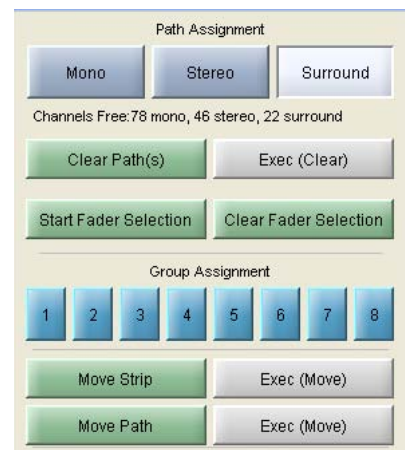 Path Assignment
Mono Stereo Surround
Channels Free:78 mono, 46 stereo, 22 surround
Clear Path(s) Exec (Clear)
Start Fader Selection Clear Fader Selection
Group Assignment
1 2 3 4 5 6 7 8
Move Strip Exec (Move)
Move Path Exec (Move)